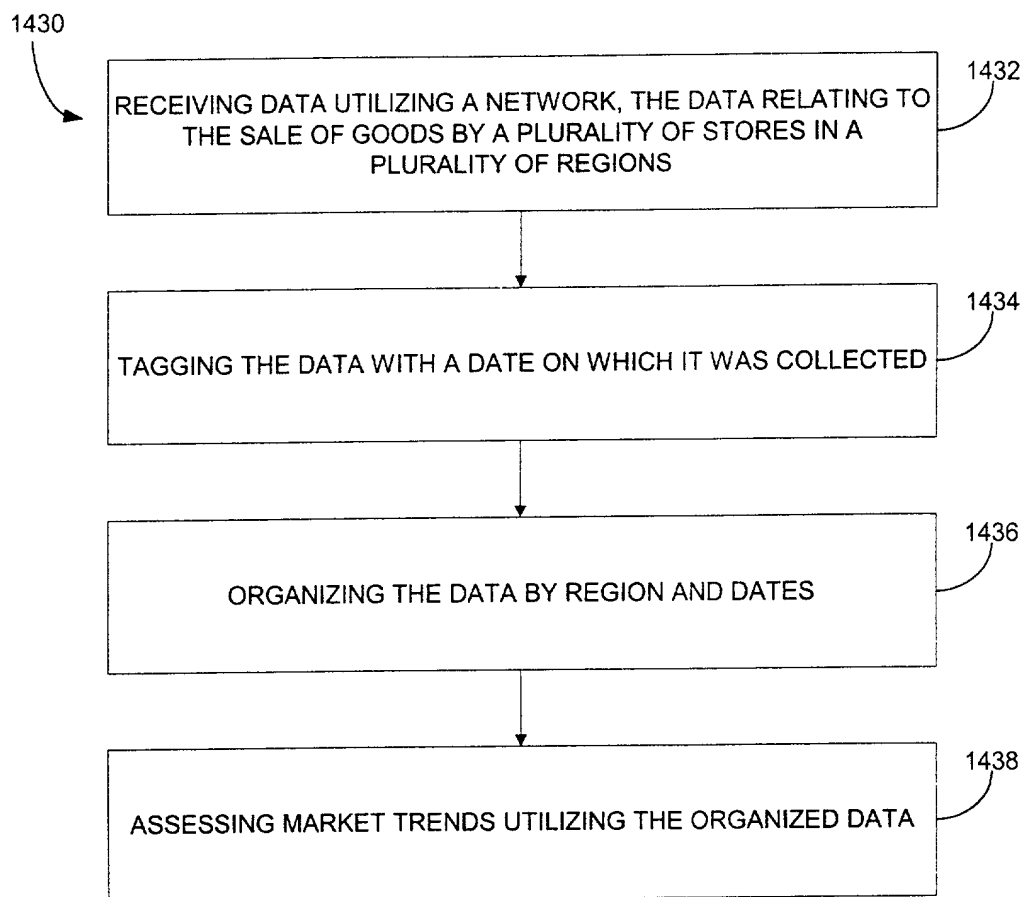 1430
1432
RECEIVING DATA UTILIZING A NETWORK, THE DATA RELATING TO
THE SALE OF GOODS BY A PLURALITY OF STORES IN A
PLURALITY OF REGIONS
1434
TAGGING THE DATA WITH A DATE ON WHICH IT WAS COLLECTED
1436
ORGANIZING THE DATA BY REGION AND DATES
1438
ASSESSING MARKET TRENDS UTILIZING THE ORGANIZED DATA